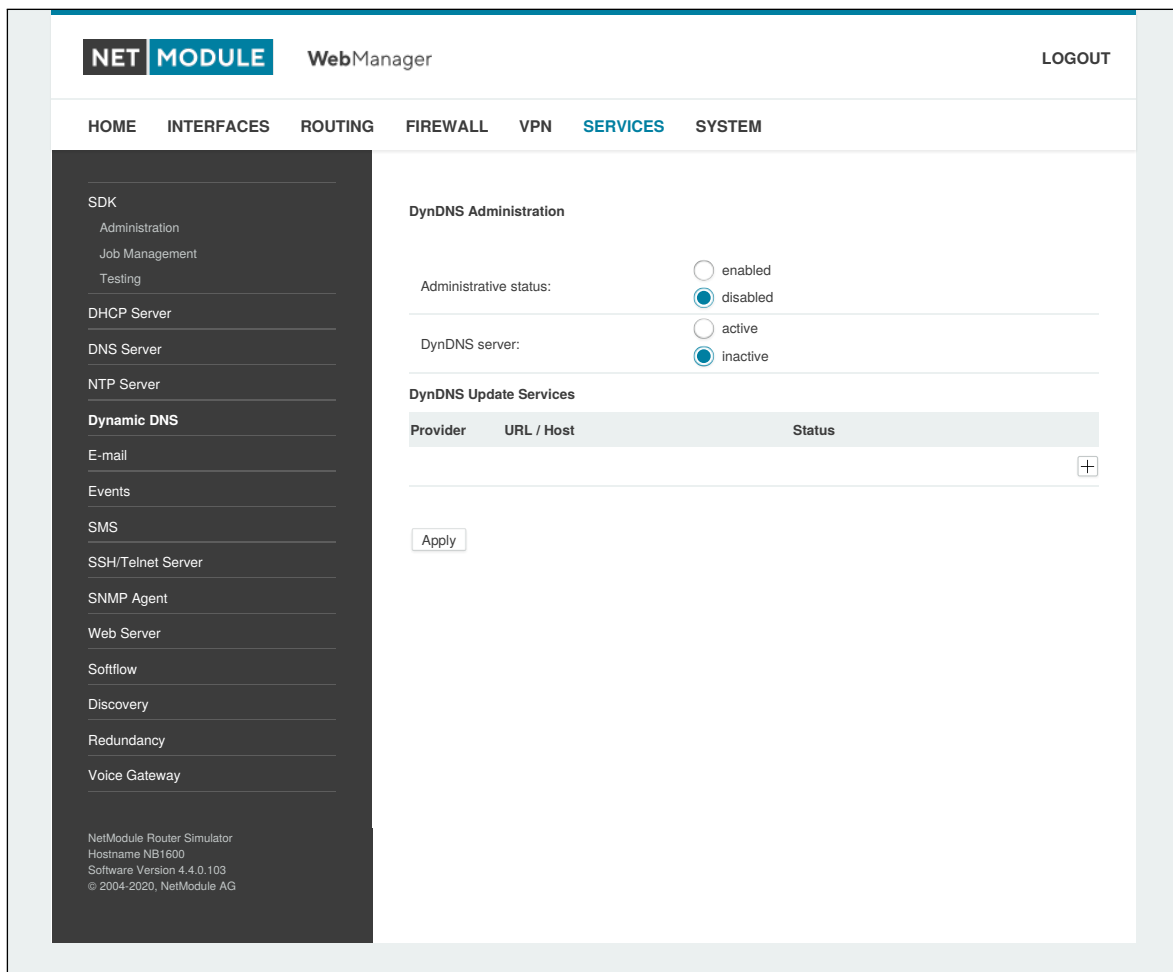 NET MODULE WebManager LOGOUT
HOME INTERFACES ROUTING FIREWALL VPN SERVICES SYSTEM
SDK
Administration
Job Management
Testing
DHCP Server
DNS Server
NTP Server
Dynamic DNS
E-mail
Events
SMS
SSH/Telnet Server
SNMP Agent
Web Server
Softflow
Discovery
Redundancy
Voice Gateway
NetModule Router Simulator
Hostname NB1600
Software Version 4.4.0.103
© 2004-2020, NetModule AG
DynDNS Administration
Administrative status:
enabled
disabled
DynDNS server:
active
inactive
DynDNS Update Services
Provider URL / Host Status
Apply